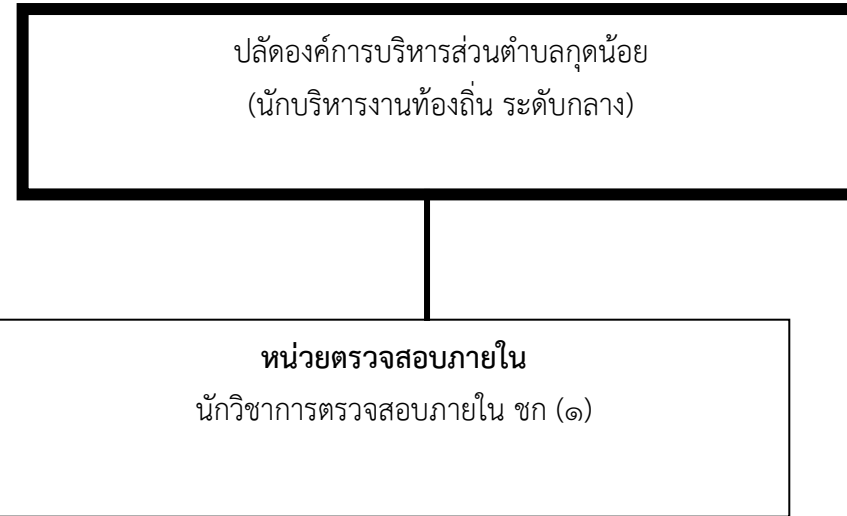 ปลัดองค์การบริหารส่วนตำบลกุดน้อย
(นักบริหารงานท้องถิ่น ระดับกลาง)
หน่วยตรวจสอบภายใน
นักวิชาการตรวจสอบภายใน ชก (๑)